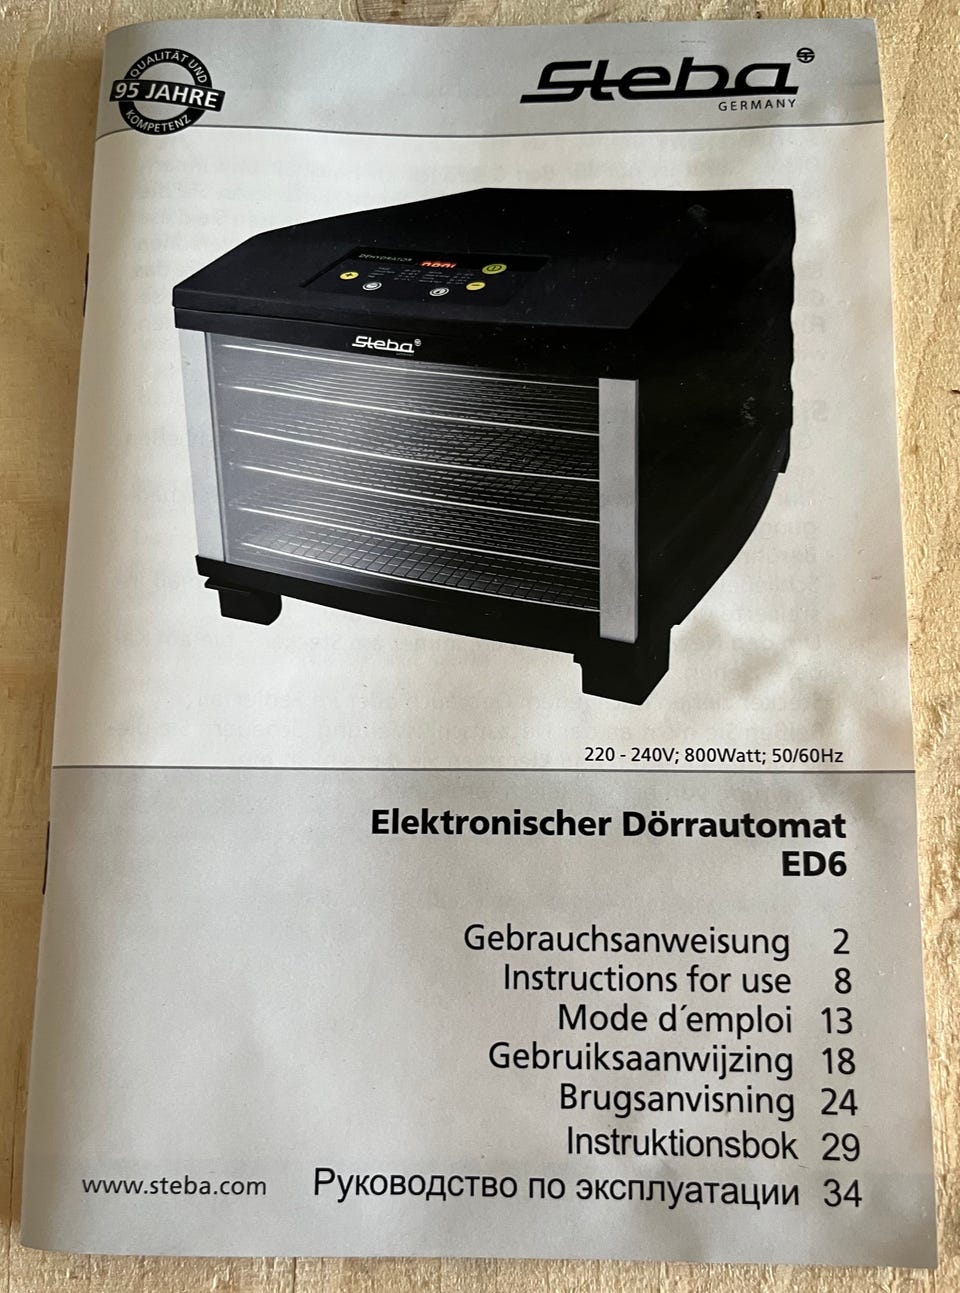 QUALITÄT UND
95 JAHRE
KOMPETENZ
Steba®
GERMANY
DEHYDRATOR
Steba®
220 - 240V; 800Watt; 50/60Hz
Elektronischer Dörrautomat
ED6
Gebrauchsanweisung 2
Instructions for use 8
Mode d´emploi 13
Gebruiksaanwijzing 18
Brugsanvisning 24
Instruktionsbok 29
www.steba.com Руководство по эксплуатации 34